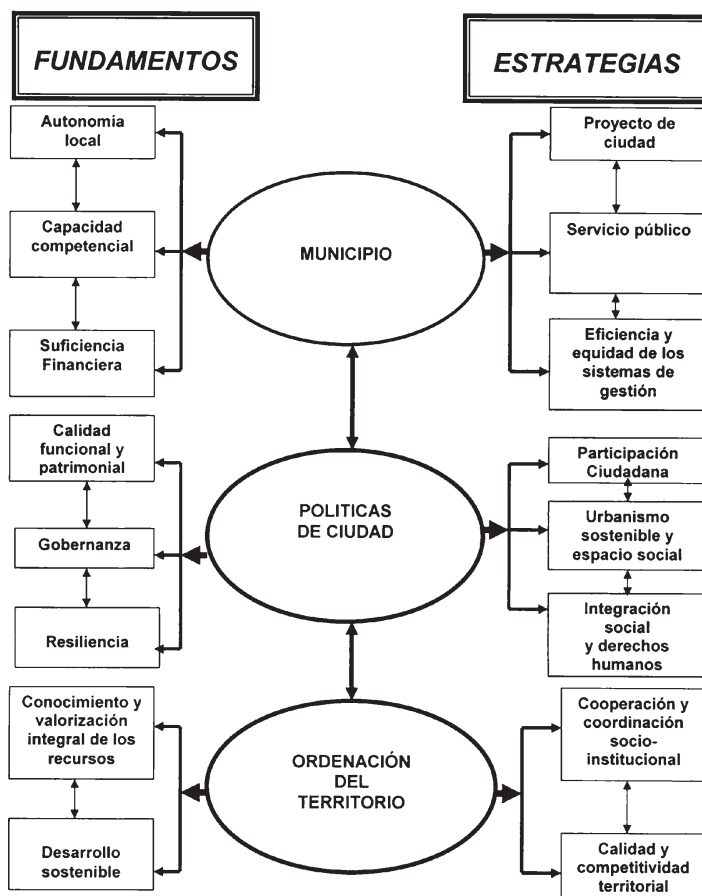 FUNDAMENTOS
ESTRATEGIAS
Autonomía
local
Capacidad
competencial
Suficiencia
Financiera
MUNICIPIO
Proyecto de
ciudad
Servicio público
Eficiencia y
equidad de los
sistemas de
gestión
Calidad
funcional y
patrimonial
Gobernanza
Resiliencia
POLITICAS
DE CIUDAD
Participación
Ciudadana
Urbanismo
sostenible y
espacio social
Integración
social
y derechos
humanos
Conocimiento y
valorización
integral de los
recursos
Desarrollo
sostenible
ORDENACIÓN
DEL
TERRITORIO
Cooperación y
coordinación
socio-
institucional
Calidad y
competitividad
territorial